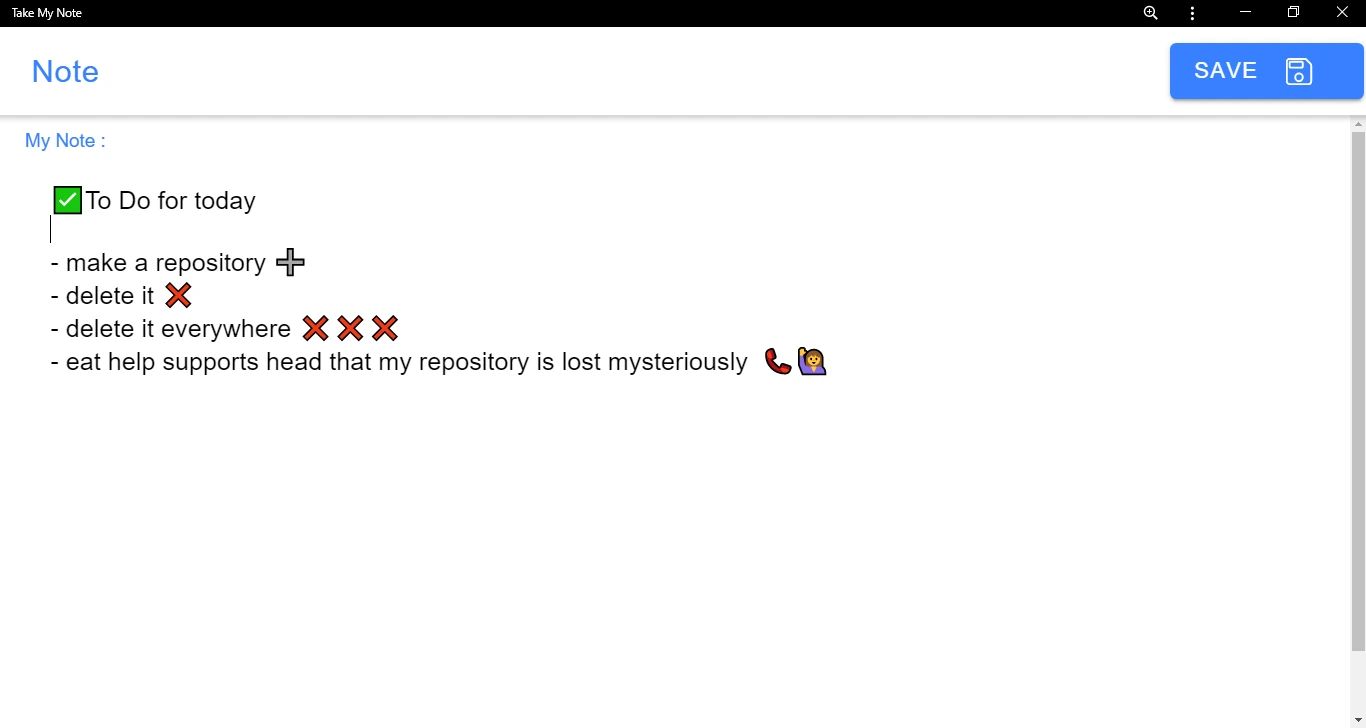 Take My Note
Note
SAVE
My Note :
✅To Do for today
- make a repository ➕
- delete it ❌
- delete it everywhere ❌ ❌ ❌
- eat help supports head that my repository is lost mysteriously 📞🙋